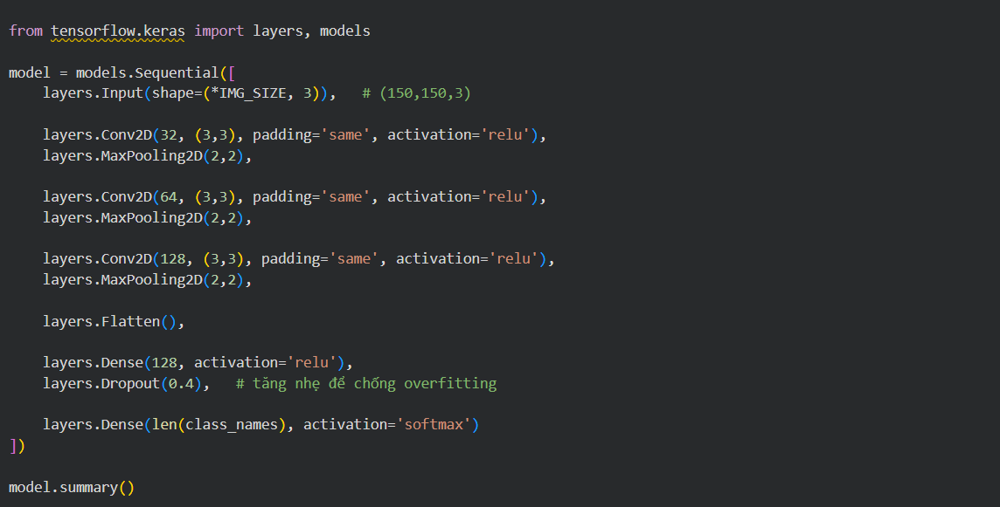 from tensorflow.keras import layers, models
model = models.Sequential([
layers.Input(shape=(*IMG_SIZE, 3)),   # (150,150,3)
layers.Conv2D(32, (3,3), padding='same', activation='relu'),
layers.MaxPooling2D(2,2),
layers.Conv2D(64, (3,3), padding='same', activation='relu'),
layers.MaxPooling2D(2,2),
layers.Conv2D(128, (3,3), padding='same', activation='relu'),
layers.MaxPooling2D(2,2),
layers.Flatten(),
layers.Dense(128, activation='relu'),
layers.Dropout(0.4),   # tăng nhẹ để chống overfitting
layers.Dense(len(class_names), activation='softmax')
])
model.summary()